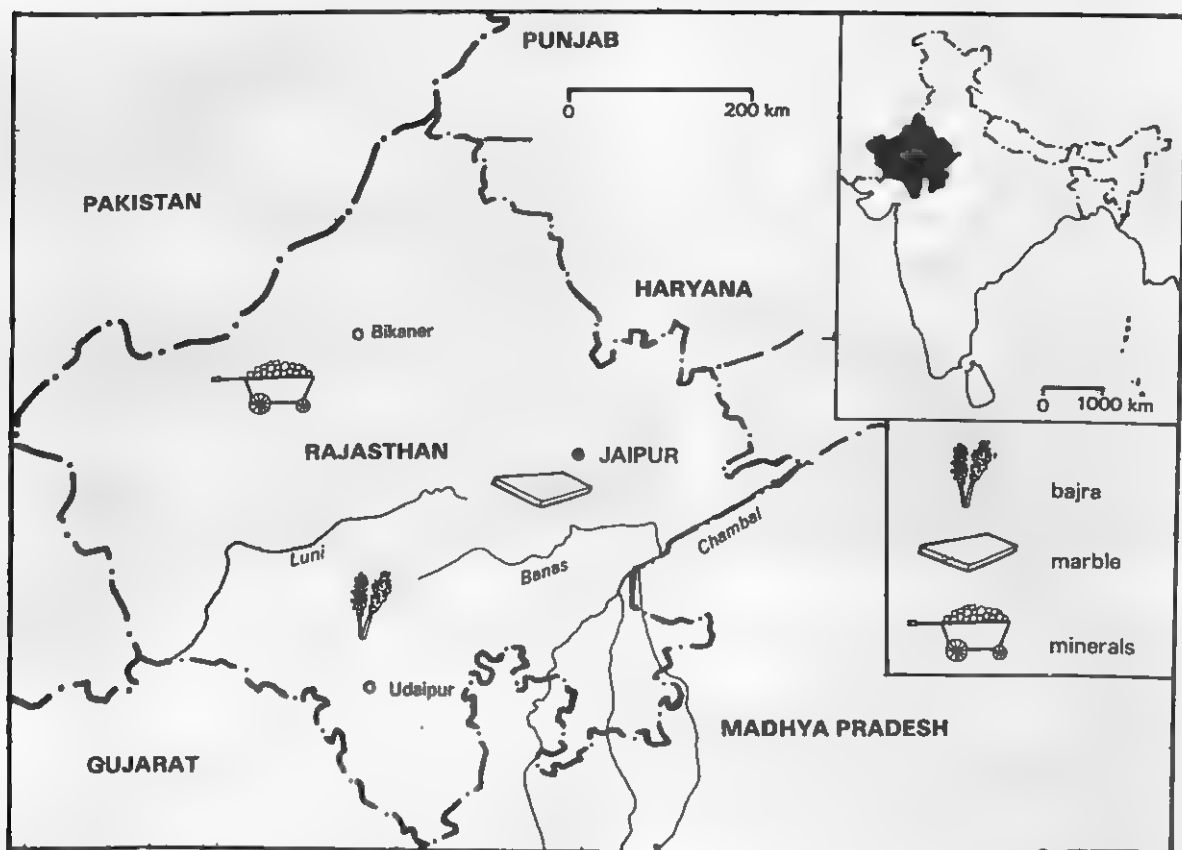 PUNJAB
0 200 km
PAKISTAN
HARYANA
Bikaner
0 1000 km
RAJASTHAN
JAIPUR
bajra
Luni
Banas
Chambal
marble
minerals
Udaipur
MADHYA PRADESH
GUJARAT